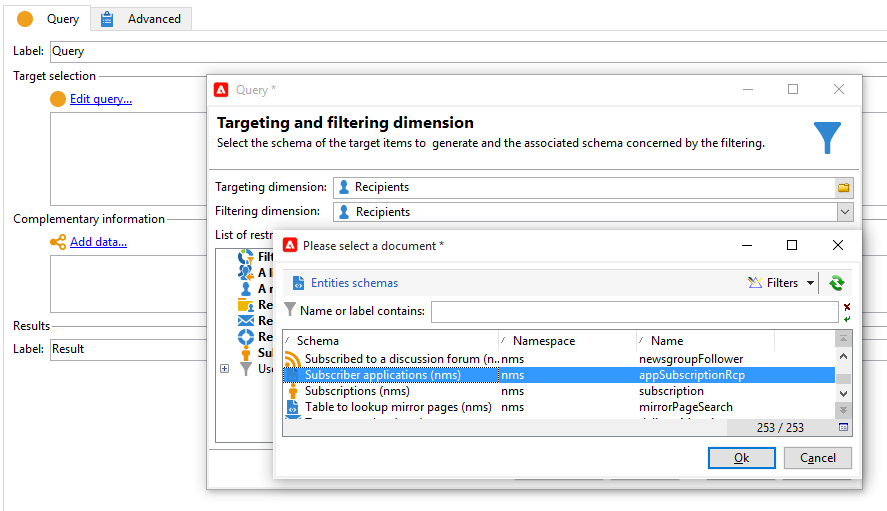 Query Advanced
Label: Query
Target selection
Edit query...
Query *
Targeting and filtering dimension
Select the schema of the target items to generate and the associated schema concerned by the filtering.
Targeting dimension: Recipients
Filtering dimension: Recipients
Complementary information
Add data...
Results
Label: Result
List of restr
Filt
A li
A n
Re
Re
Re
Sub
Use
Please select a document *
Entities schemas
Filters
Name or label contains:
Schema Namespace Name
Subscribed to a discussion forum (n... nms newsgroupFollower
Subscriber applications (nms) nms appSubscriptionRcp
Subscriptions (nms) nms subscription
Table to lookup mirror pages (nms) nms mirrorPageSearch
253 / 253
Ok Cancel